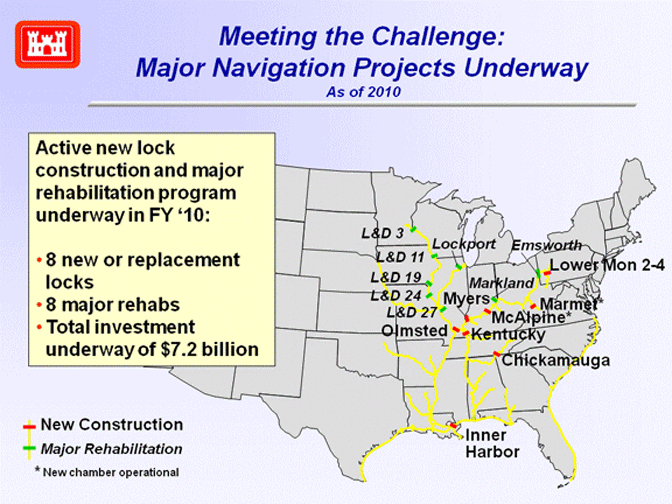 Meeting the Challenge:
Major Navigation Projects Underway
As of 2010
Active new lock
construction and major
rehabilitation program
underway in FY ‘10:
• 8 new or replacement
locks
• 8 major rehabs
• Total investment
underway of $7.2 billion
L&D 3
Lockport
Emsworth
L&D 11
Lower Mon 2-4
L&D 19
Markland
L&D 24
Myers
Marmet*
L&D 27
McAlpine*
Olmsted
Kentucky
Chickamauga
Inner
Harbor
New Construction
Major Rehabilitation
* New chamber operational